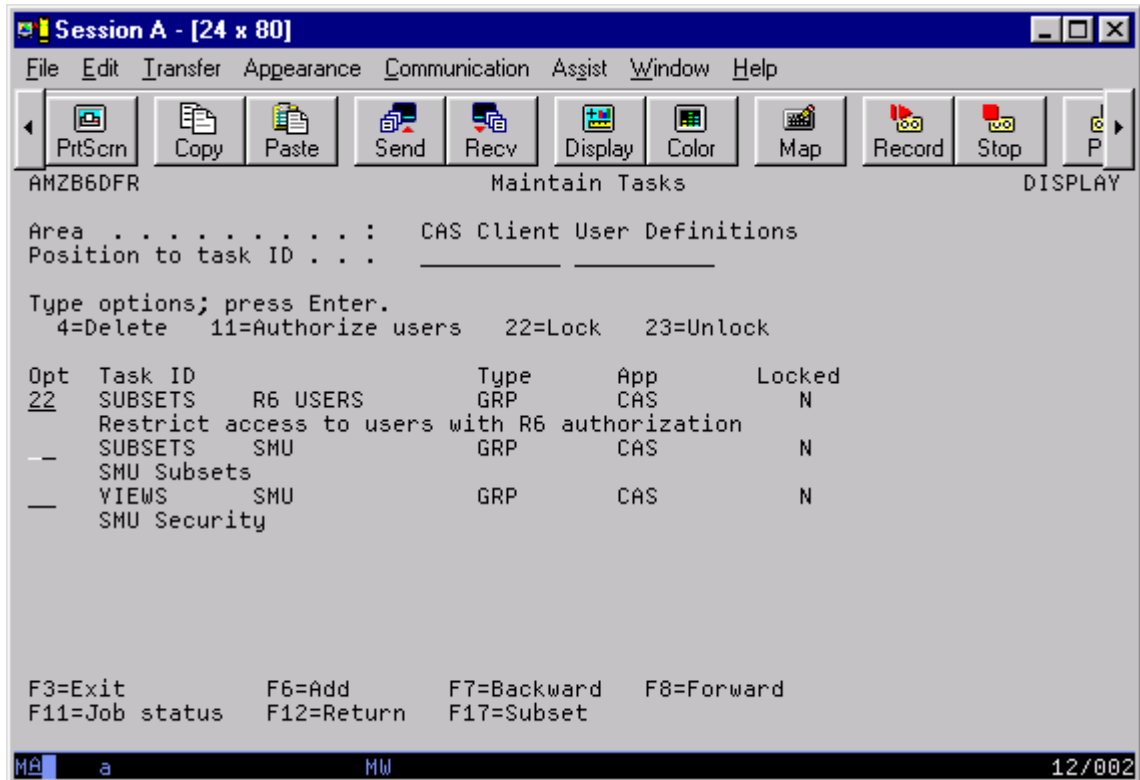 Session A - [24 x 80]
File Edit Transfer Appearance Communication Assist Window Help
PrtScrn Copy Paste Send Recv Display Color Map Record Stop P
AMZB6DFR Maintain Tasks DISPLAY
Area . . . . . . . . . . : CAS Client User Definitions
Position to task ID . . .
Type options; press Enter.
4=Delete 11=Authorize users 22=Lock 23=Unlock
Opt Task ID Type App Locked
22 SUBSETS R6 USERS GRP CAS N
Restrict access to users with R6 authorization
SUBSETS SMU GRP CAS N
SMU Subsets
VIEWS SMU GRP CAS N
SMU Security
F3=Exit F6=Add F7=Backward F8=Forward
F11=Job status F12=Return F17=Subset
MA a MW 12/002